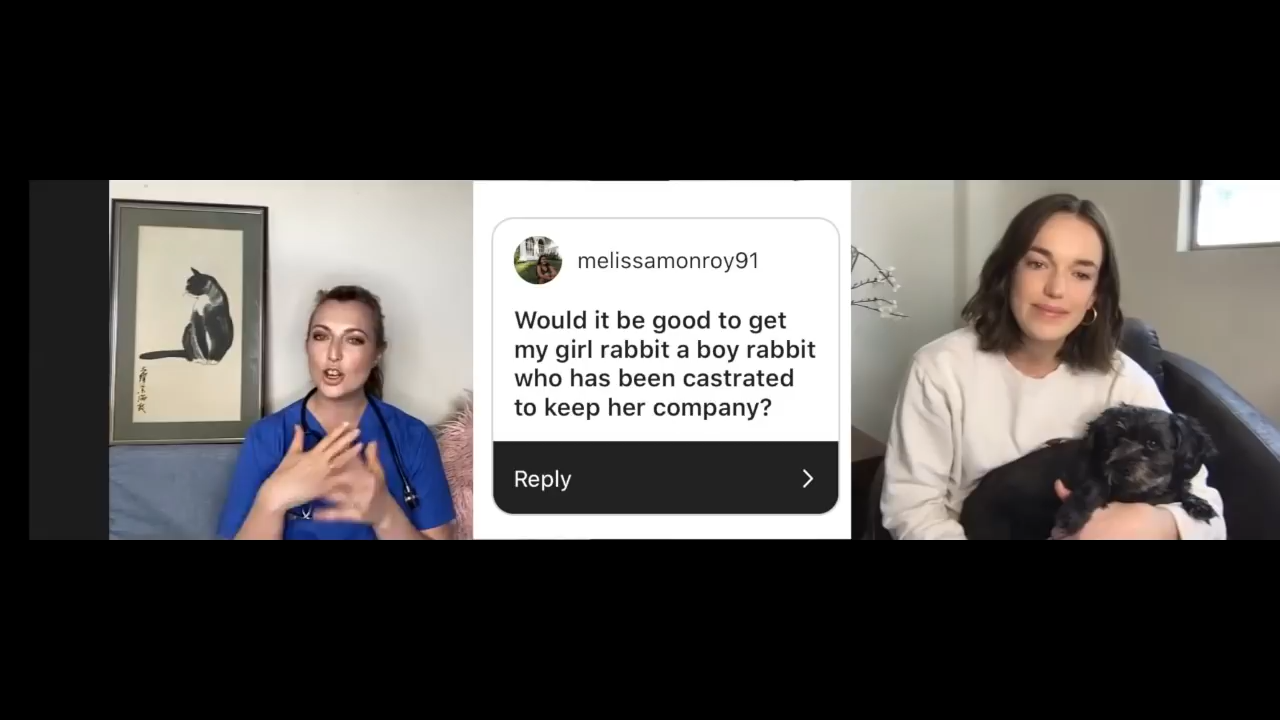 melissamonroy91
Would it be good to get
my girl rabbit a boy rabbit
who has been castrated
to keep her company?
Reply